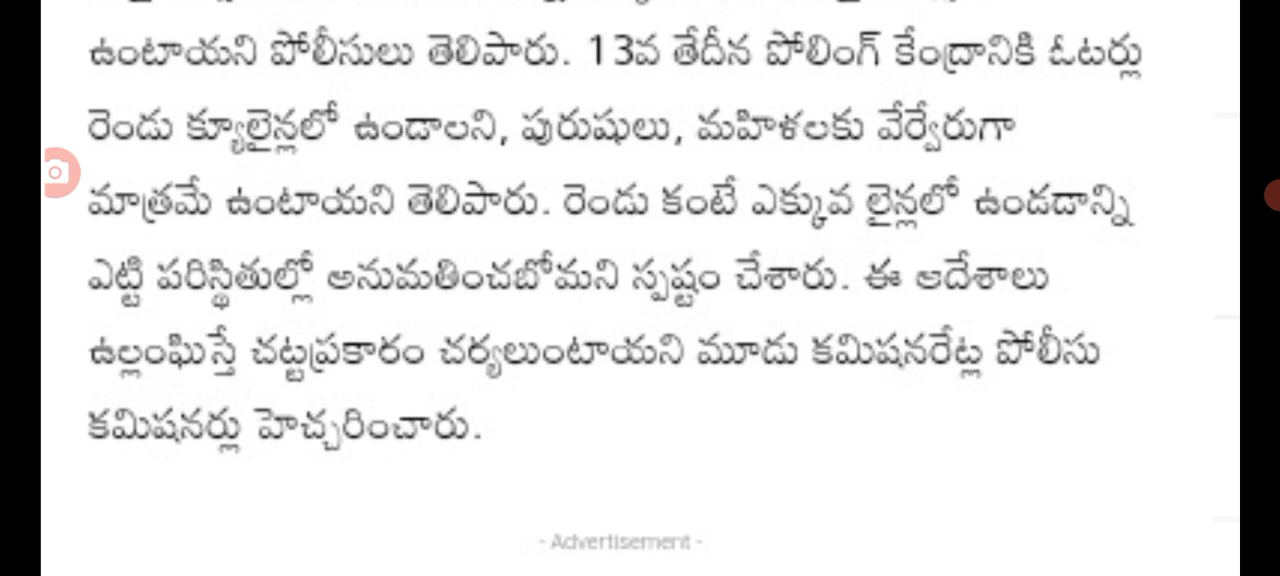 ఉంటాయని పోలీసులు తెలిపారు. 13వ తేదీన పోలింగ్ కేంద్రానికి ఓటర్లు
రెండు క్యూలైన్లలో ఉండాలని, పురుషులు, మహిళలకు వేర్వేరుగా
మాత్రమే ఉంటాయని తెలిపారు. రెండు కంటే ఎక్కువ లైన్లలో ఉండడాన్ని
ఎట్టి పరిస్థితుల్లో అనుమతించబోమని స్పష్టం చేశారు. ఈ ఆదేశాలు
ఉల్లంఘిస్తే చట్టప్రకారం చర్యలుంటాయని మూడు కమిషనరేట్ల పోలీసు
కమిషనర్లు హెచ్చరించారు.
- Advertisement -